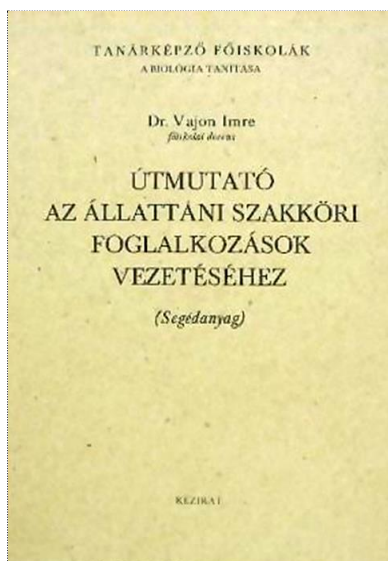 TANÁRKÉPZŐ FŐISKOLÁK
A BIOLÓGIA TANÍTÁSA
Dr. Vajon Imre
főiskolai docens
ÚTMUTATÓ
AZ ÁLLATTANI SZAKKÖRI
FOGLALKOZÁSOK
VEZETÉSÉHEZ
(Segédanyag)
KÉZIRAT